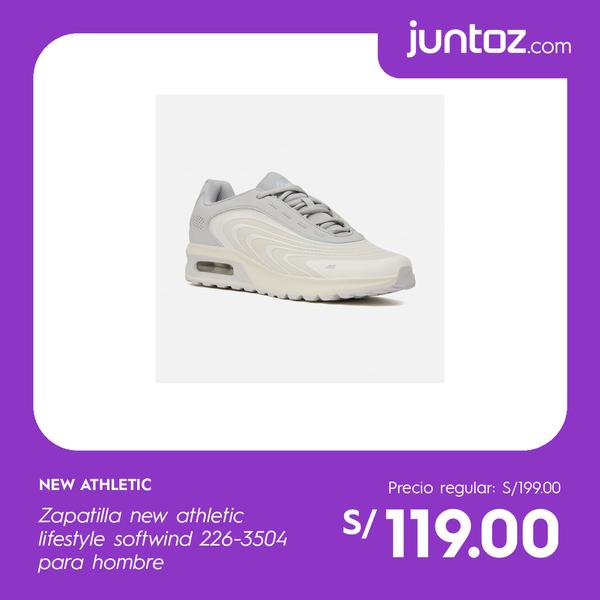 juntoz.com
NEW ATHLETIC
Zapatilla new athletic
lifestyle softwind 226-3504
para hombre
Precio regular: S/199.00
S/119.00